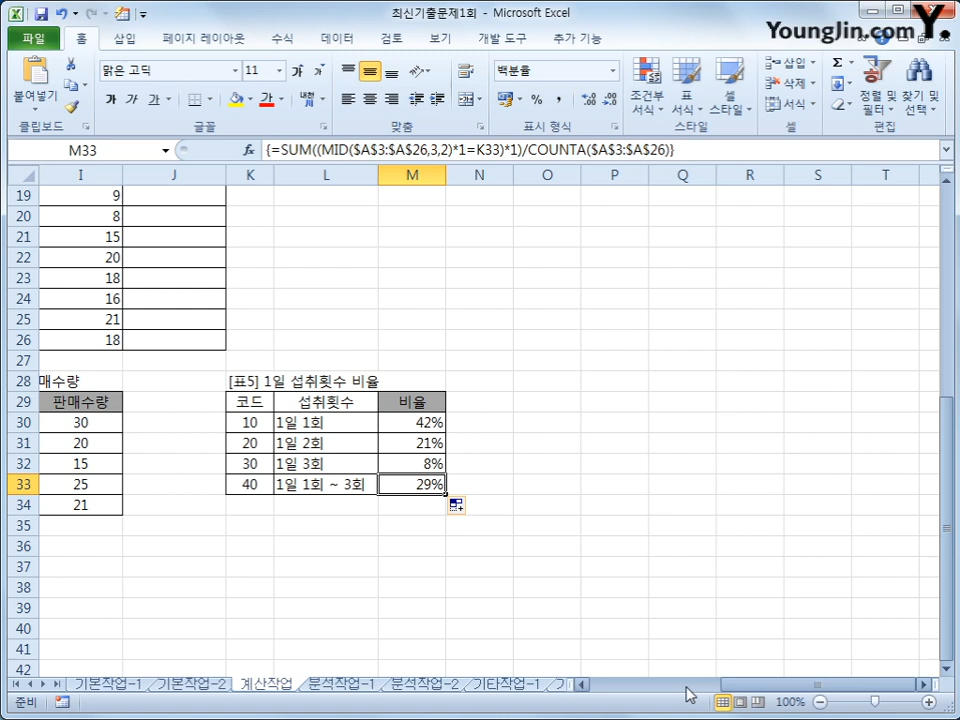 최신기출문제1회 - Microsoft Excel
Younglin.com Y.
파일 홈 삽입 페이지 레이아웃 수식 데이터 검토 보기 개발 도구 추가 기능
붙여넣기
맑은 고딕 11
가 가 가
백분율
% ,
조건부 서식
표 서식
셀 스타일
삽입
삭제
서식
Σ
정렬 및 필터
찾기 및 선택
클립보드 글꼴 맞춤 표시 형식 스타일 셀 편집
M33 fx {=SUM((MID($A$3:$A$26,3,2)*1=K33)*1)/COUNTA($A$3:$A$26)}
I J K L M N O P Q R S T
19 9
20 8
21 15
22 20
23 18
24 16
25 21
26 18
27
28 매수량 [표5] 1일 섭취횟수 비율
29 판매수량 코드 섭취횟수 비율
30 30 10 1일 1회 42%
31 20 20 1일 2회 21%
32 15 30 1일 3회 8%
33 25 40 1일 1회 ~ 3회 29%
34 21
35
36
37
38
39
40
41
42
기본작업-1 기본작업-2 계산작업 분석작업-1 분석작업-2 기타작업-1
준비 100%